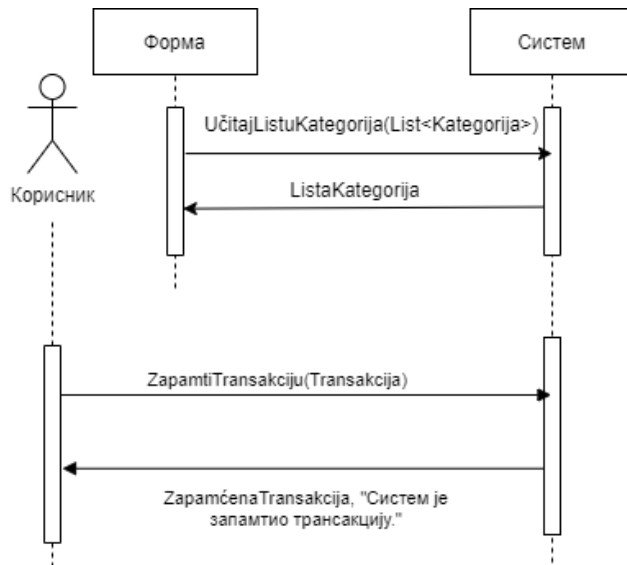 Форма
Систем
UčitajListuKategorija(List<Kategorija>)
ListaKategorija
Корисник
ZapamtiTransakciju(Transakcija)
ZapamćenaTransakcija, "Систем је
запамтио трансакцију."